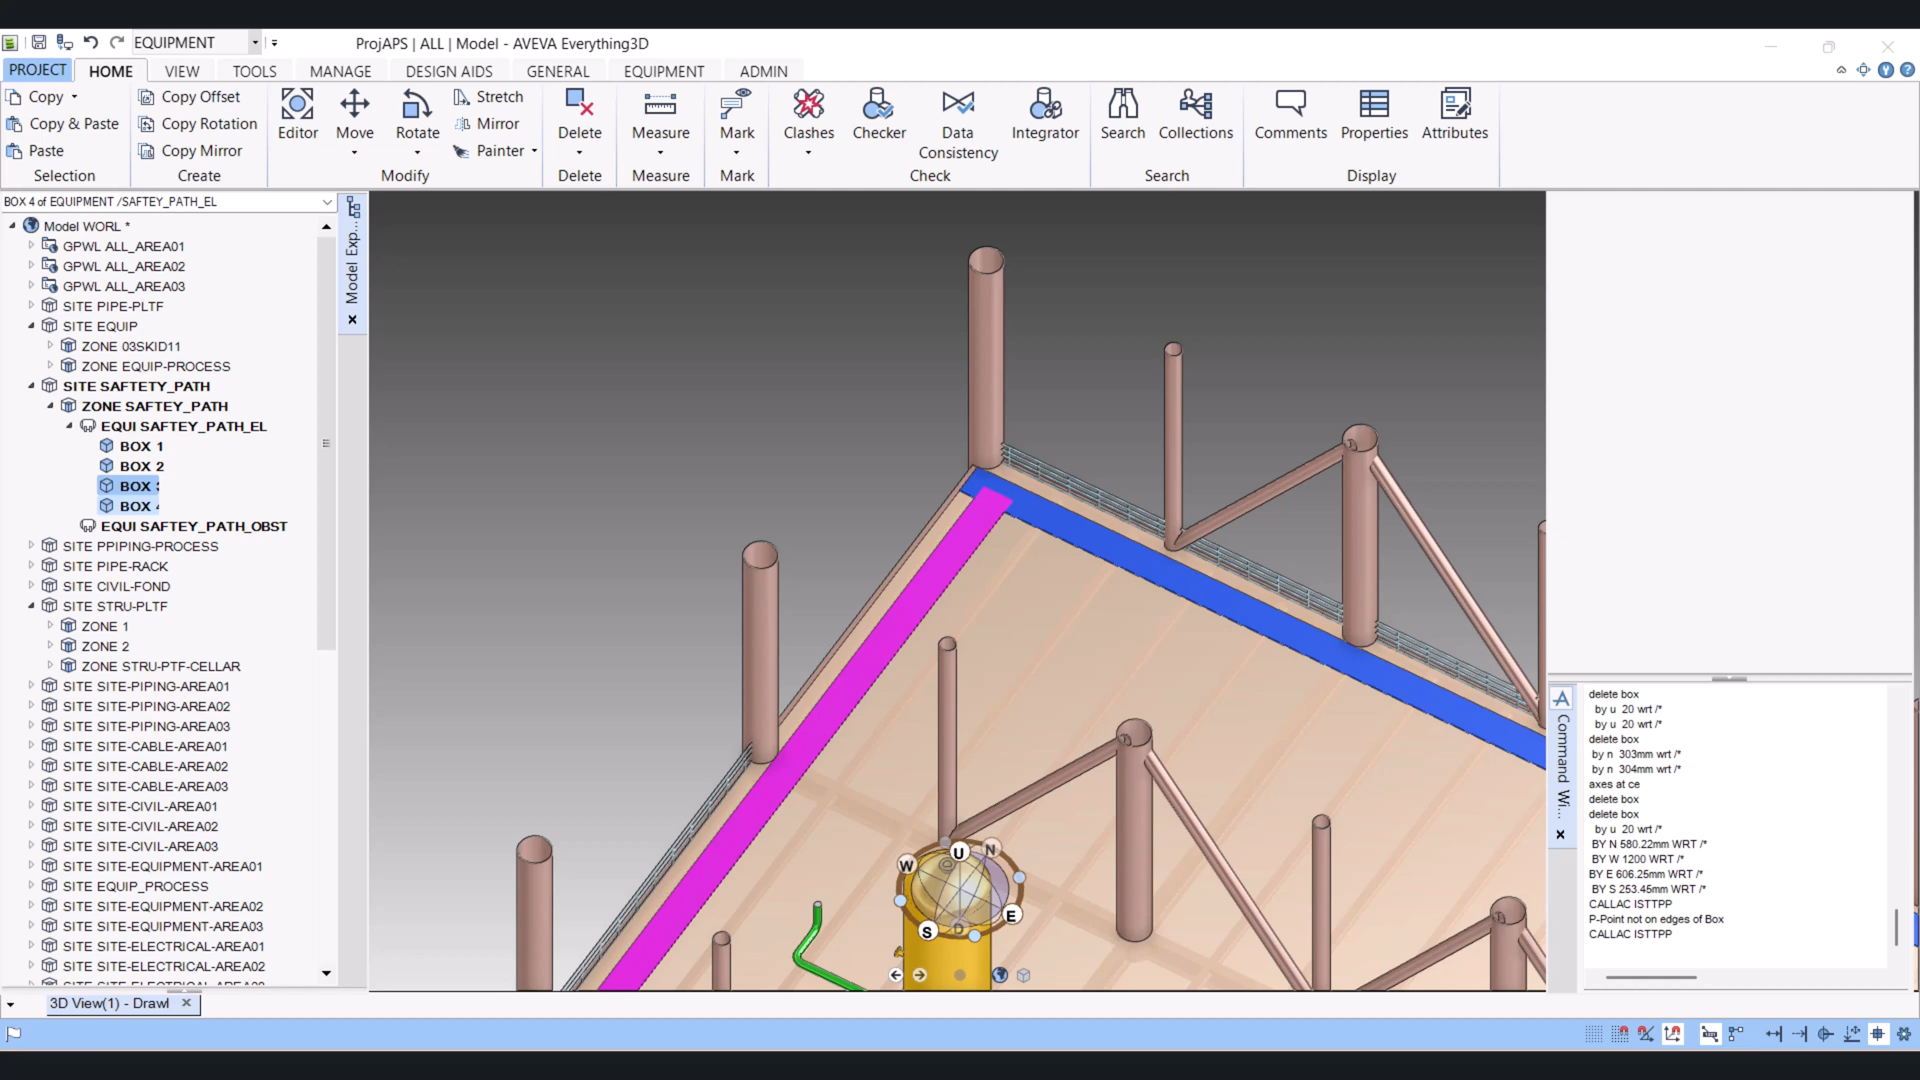 EQUIPMENT
ProjAPS | ALL | Model - AVEVA Everything3D
PROJECT HOME VIEW TOOLS MANAGE DESIGN AIDS GENERAL EQUIPMENT ADMIN
Copy
Copy & Paste
Paste
Selection
Copy Offset
Copy Rotation
Copy Mirror
Create
Editor
Move
Rotate
Stretch
Mirror
Painter
Modify
Delete
Delete
Measure
Measure
Mark
Mark
Clashes
Checker
Data
Consistency
Integrator
Check
Search
Collections
Search
Comments
Properties
Attributes
Display
BOX 4 of EQUIPMENT /SAFTEY_PATH_EL
Model WORL *
GPWL ALL_AREA01
GPWL ALL_AREA02
GPWL ALL_AREA03
SITE PIPE-PLTF
SITE EQUIP
ZONE 03SKID11
ZONE EQUIP-PROCESS
SITE SAFTETY_PATH
ZONE SAFTEY_PATH
EQUI SAFTEY_PATH_EL
BOX 1
BOX 2
BOX
BOX
EQUI SAFTEY_PATH_OBST
SITE PPIPING-PROCESS
SITE PIPE-RACK
SITE CIVIL-FOND
SITE STRU-PLTF
ZONE 1
ZONE 2
ZONE STRU-PTF-CELLAR
SITE SITE-PIPING-AREA01
SITE SITE-PIPING-AREA02
SITE SITE-PIPING-AREA03
SITE SITE-CABLE-AREA01
SITE SITE-CABLE-AREA02
SITE SITE-CABLE-AREA03
SITE SITE-CIVIL-AREA01
SITE SITE-CIVIL-AREA02
SITE SITE-CIVIL-AREA03
SITE SITE-EQUIPMENT-AREA01
SITE EQUIP_PROCESS
SITE SITE-EQUIPMENT-AREA02
SITE SITE-EQUIPMENT-AREA03
SITE SITE-ELECTRICAL-AREA01
SITE SITE-ELECTRICAL-AREA02
Model Exp...
U
N
W
E
S
D
Command Wi...
delete box
by u 20 wrt /*
by u 20 wrt /*
delete box
by n 303mm wrt /*
by n 304mm wrt /*
axes at ce
delete box
delete box
by u 20 wrt /*
BY N 580.22mm WRT /*
BY W 1200 WRT /*
BY E 606.25mm WRT /*
BY S 253.45mm WRT /*
CALLAC ISTTPP
P-Point not on edges of Box
CALLAC ISTTPP
3D View(1) - Drawl